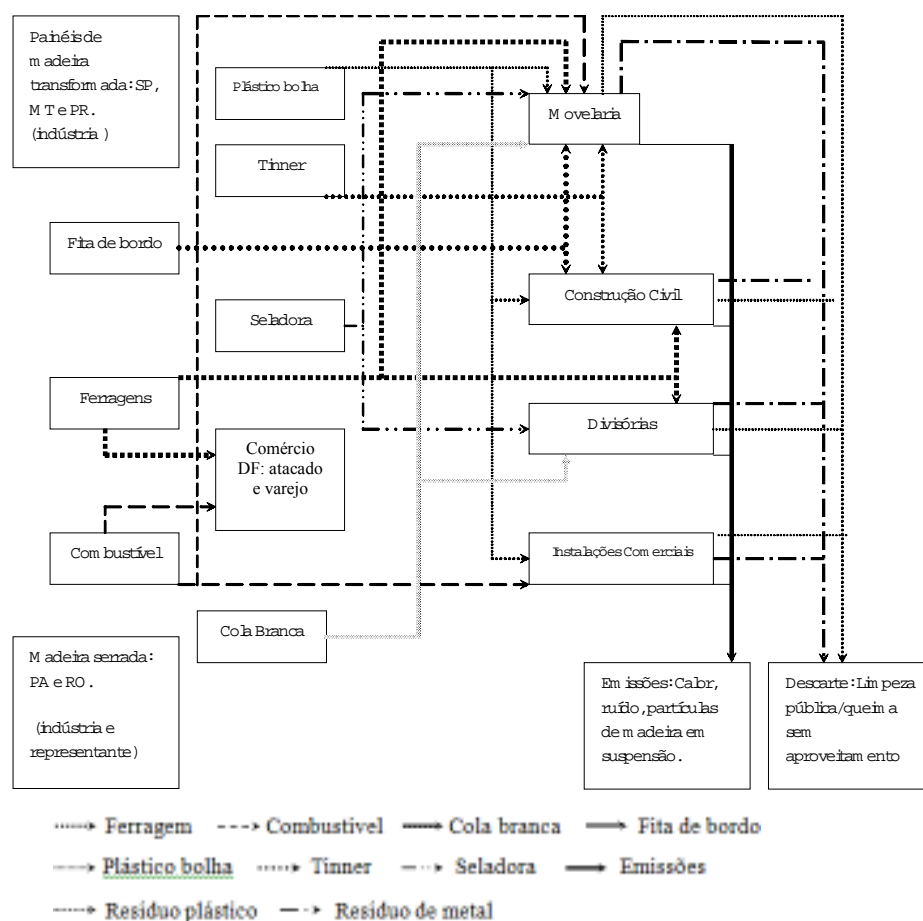 Painéis de
madeira
transformada: SP,
MT e PR.
(indústria )
Plástico bolha
Movelaria
Tinner
Fita de bordo
Construção Civil
Seladora
Ferragens
Divisórias
Comércio
DF: atacado
e varejo
Combustível
Instalações Comerciais
Cola Branca
Madeira serrada:
PA e RO.
(indústria e
representante)
Emissões: Calor,
ruído, partículas
de madeira em
suspensão.
Descarte: Limpeza
pública/queima
sem
aproveitamento
Ferragem Combustível Cola branca Fita de bordo
Plástico bolha Tinner Seladora Emissões
Resíduo plástico Resíduo de metal